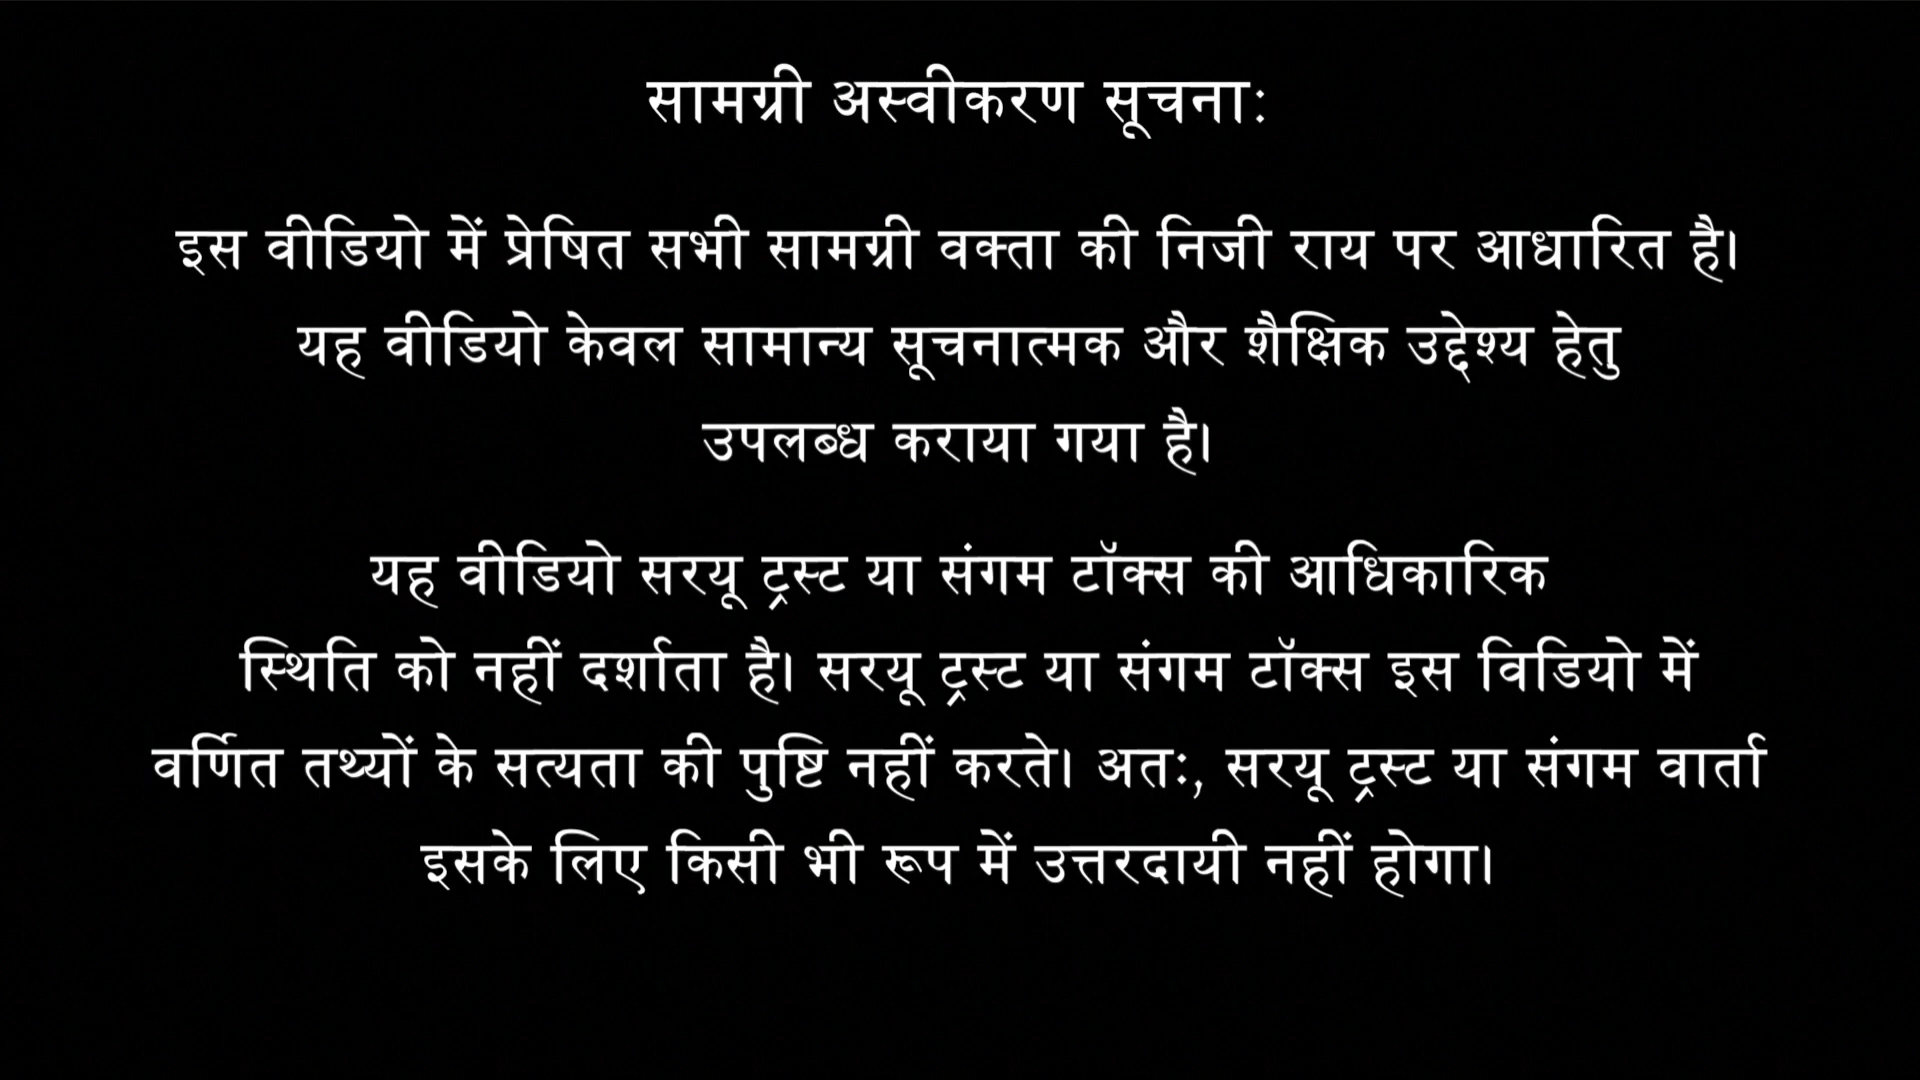 सामग्री अस्वीकरण सूचनाः
इस वीडियो में प्रेषित सभी सामग्री वक्ता की निजी राय पर आधारित है।
यह वीडियो केवल सामान्य सूचनात्मक और शैक्षिक उद्देश्य हेतु
उपलब्ध कराया गया है।
यह वीडियो सरयू ट्रस्ट या संगम टॉक्स की आधिकारिक
स्थिति को नहीं दर्शाता है। सरयू ट्रस्ट या संगम टॉक्स इस विडियो में
वर्णित तथ्यों के सत्यता की पुष्टि नहीं करते। अतः, सरयू ट्रस्ट या संगम वार्ता
इसके लिए किसी भी रूप में उत्तरदायी नहीं होगा।